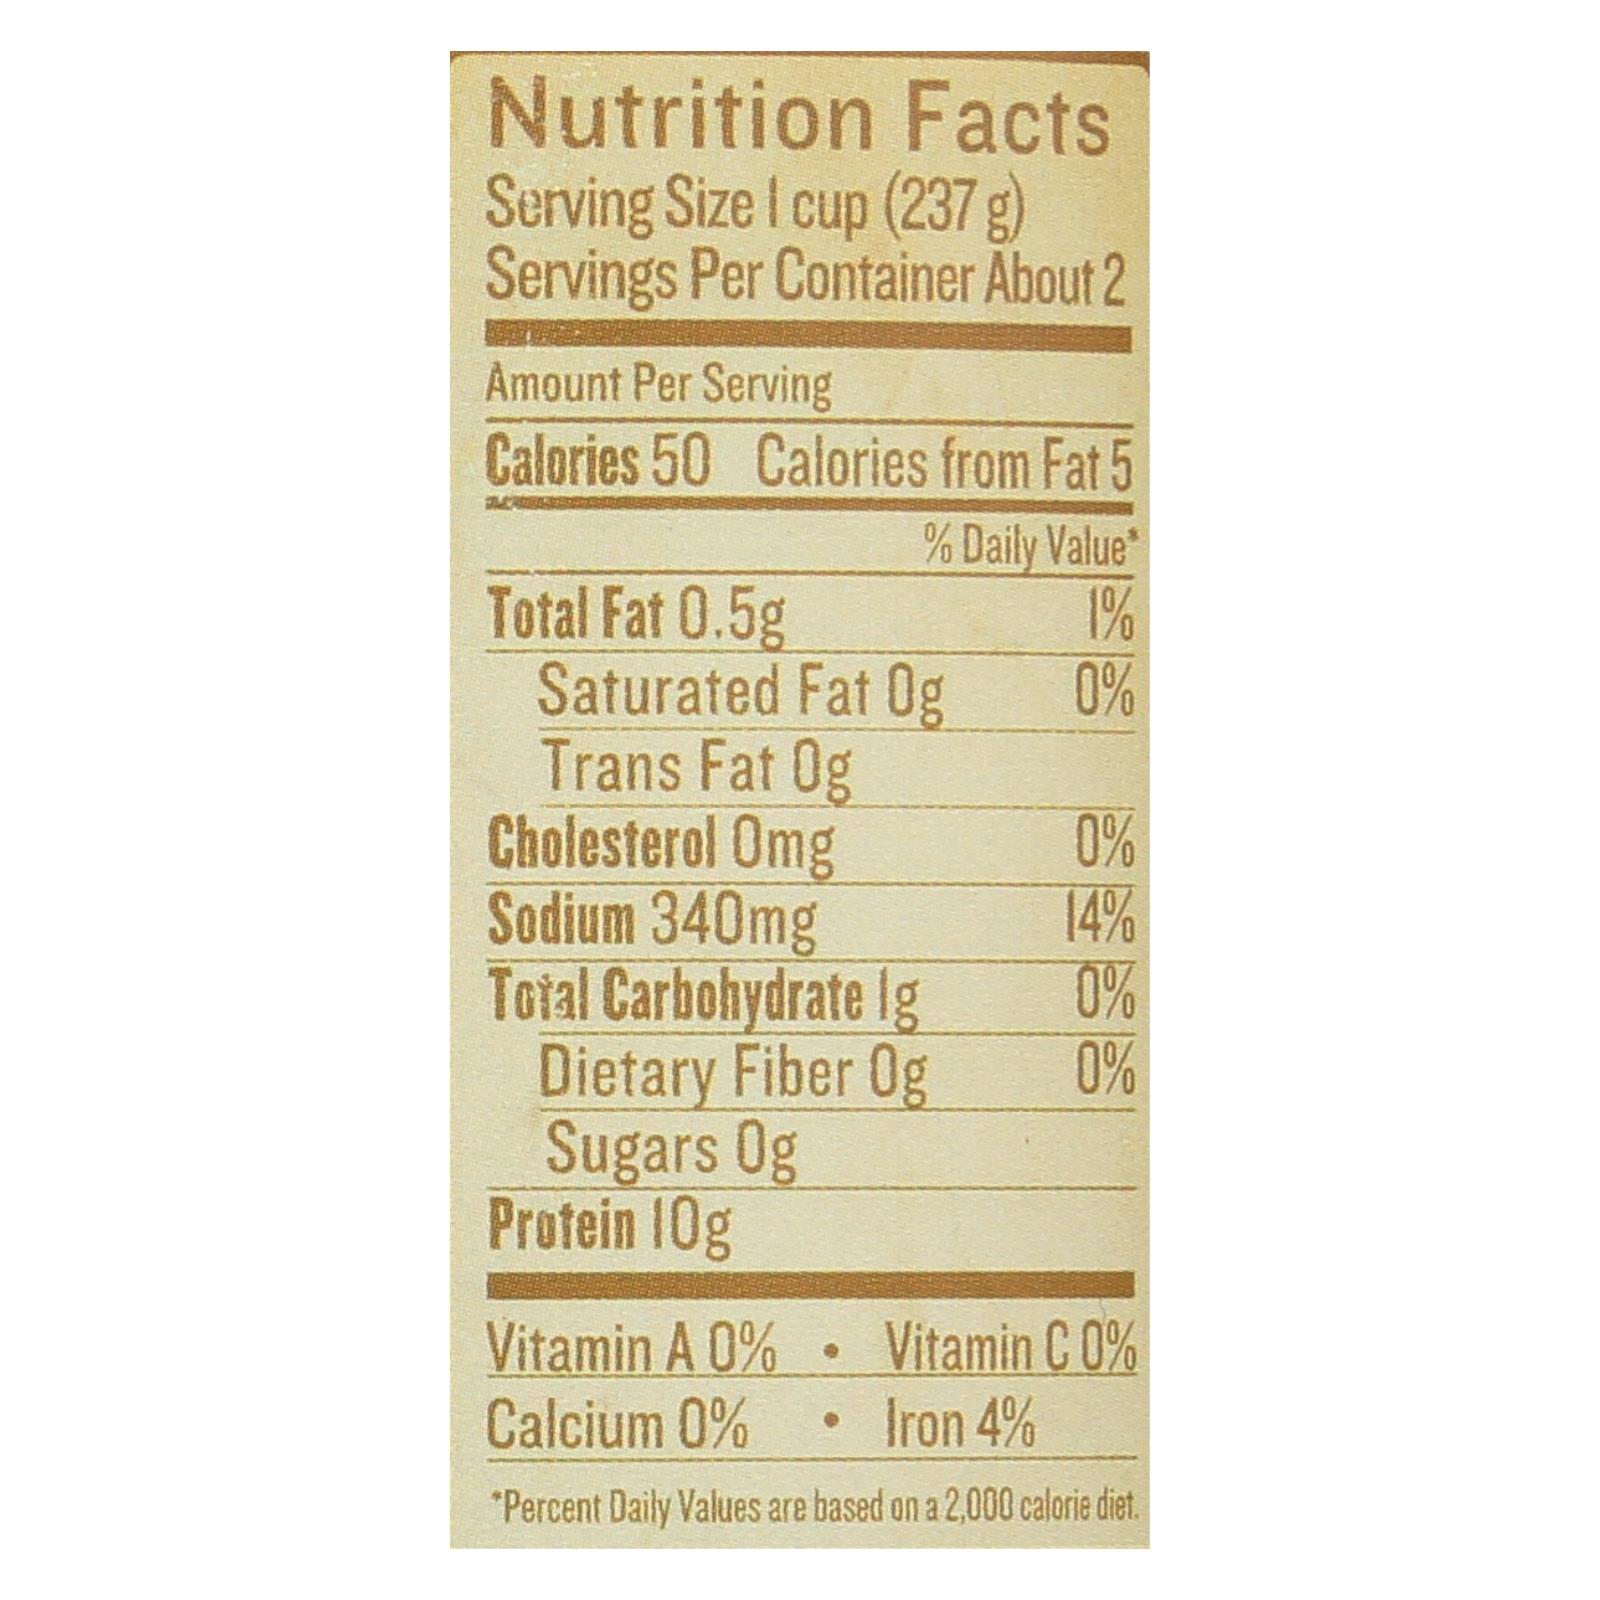 Nutrition Facts
Serving Size 1 cup (237 g)
Servings Per Container About 2
Amount Per Serving
Calories 50 Calories from Fat 5
% Daily Value*
Total Fat 0.5g 1%
Saturated Fat 0g 0%
Trans Fat 0g
Cholesterol 0mg 0%
Sodium 340mg 14%
Total Carbohydrate 1g 0%
Dietary Fiber 0g 0%
Sugars 0g
Protein 10g
Vitamin A 0% • Vitamin C 0%
Calcium 0% • Iron 4%
*Percent Daily Values are based on a 2,000 calorie diet.